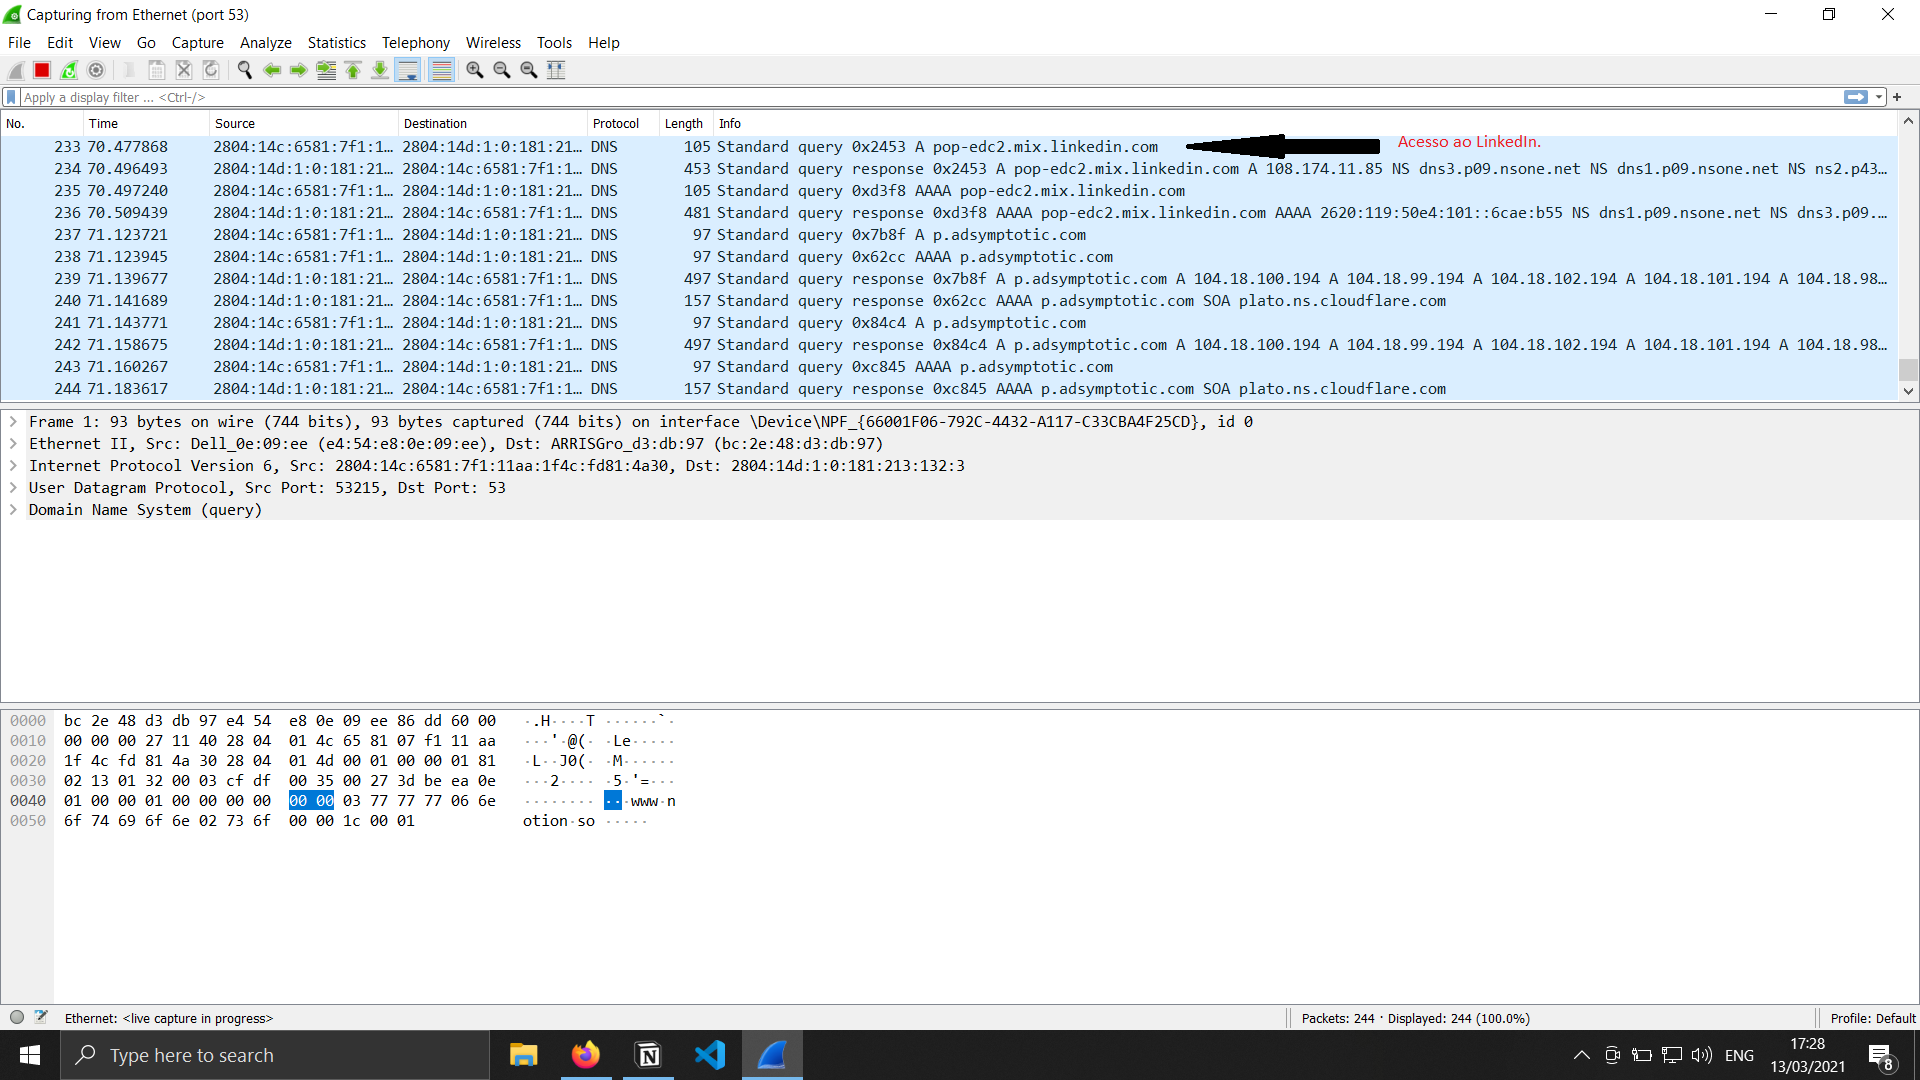 Capturing from Ethernet (port 53)
File Edit View Go Capture Analyze Statistics Telephony Wireless Tools Help
Apply a display filter ... <Ctrl-/>
No. Time Source Destination Protocol Length Info
233 70.477868 2804:14c:6581:7f1:1… 2804:14d:1:0:181:21… DNS 105 Standard query 0x2453 A pop-edc2.mix.linkedin.com
Acesso ao LinkedIn.
234 70.496493 2804:14d:1:0:181:21… 2804:14c:6581:7f1:1… DNS 453 Standard query response 0x2453 A pop-edc2.mix.linkedin.com A 108.174.11.85 NS dns3.p09.nsone.net NS dns1.p09.nsone.net NS ns2.p43…
235 70.497240 2804:14c:6581:7f1:1… 2804:14d:1:0:181:21… DNS 105 Standard query 0xd3f8 AAAA pop-edc2.mix.linkedin.com
236 70.509439 2804:14d:1:0:181:21… 2804:14c:6581:7f1:1… DNS 481 Standard query response 0xd3f8 AAAA pop-edc2.mix.linkedin.com AAAA 2620:119:50e4:101::6cae:b55 NS dns1.p09.nsone.net NS dns3.p09.…
237 71.123721 2804:14c:6581:7f1:1… 2804:14d:1:0:181:21… DNS 97 Standard query 0x7b8f A p.adsymptotic.com
238 71.123945 2804:14c:6581:7f1:1… 2804:14d:1:0:181:21… DNS 97 Standard query 0x62cc AAAA p.adsymptotic.com
239 71.139677 2804:14d:1:0:181:21… 2804:14c:6581:7f1:1… DNS 497 Standard query response 0x7b8f A p.adsymptotic.com A 104.18.100.194 A 104.18.99.194 A 104.18.102.194 A 104.18.101.194 A 104.18.98…
240 71.141689 2804:14d:1:0:181:21… 2804:14c:6581:7f1:1… DNS 157 Standard query response 0x62cc AAAA p.adsymptotic.com SOA plato.ns.cloudflare.com
241 71.143771 2804:14c:6581:7f1:1… 2804:14d:1:0:181:21… DNS 97 Standard query 0x84c4 A p.adsymptotic.com
242 71.158675 2804:14d:1:0:181:21… 2804:14c:6581:7f1:1… DNS 497 Standard query response 0x84c4 A p.adsymptotic.com A 104.18.100.194 A 104.18.99.194 A 104.18.102.194 A 104.18.101.194 A 104.18.98…
243 71.160267 2804:14c:6581:7f1:1… 2804:14d:1:0:181:21… DNS 97 Standard query 0xc845 AAAA p.adsymptotic.com
244 71.183617 2804:14d:1:0:181:21… 2804:14c:6581:7f1:1… DNS 157 Standard query response 0xc845 AAAA p.adsymptotic.com SOA plato.ns.cloudflare.com
Frame 1: 93 bytes on wire (744 bits), 93 bytes captured (744 bits) on interface \Device\NPF_{66001F06-792C-4432-A117-C33CBA4F25CD}, id 0
Ethernet II, Src: Dell_0e:09:ee (e4:54:e8:0e:09:ee), Dst: ARRISGro_d3:db:97 (bc:2e:48:d3:db:97)
Internet Protocol Version 6, Src: 2804:14c:6581:7f1:11aa:1f4c:fd81:4a30, Dst: 2804:14d:1:0:181:213:132:3
User Datagram Protocol, Src Port: 53215, Dst Port: 53
Domain Name System (query)
0000 bc 2e 48 d3 db 97 e4 54 e8 0e 09 ee 86 dd 60 00 ·.H····T ······`·
0010 00 00 00 27 11 40 28 04 01 4c 65 81 07 f1 11 aa ···'·@(· ·Le·····
0020 1f 4c fd 81 4a 30 28 04 01 4d 00 01 00 00 01 81 ·L··J0(· ·M······
0030 02 13 01 32 00 03 cf df 00 35 00 27 3d be ea 0e ···2···· ·5·'=···
0040 01 00 00 01 00 00 00 00 00 00 03 77 77 77 06 6e ········ ···www·n
0050 6f 74 69 6f 6e 02 73 6f 00 00 1c 00 01 otion·so ·····
Ethernet: <live capture in progress>
Packets: 244 · Displayed: 244 (100.0%)
Profile: Default
Type here to search
ENG
17:28
13/03/2021
8